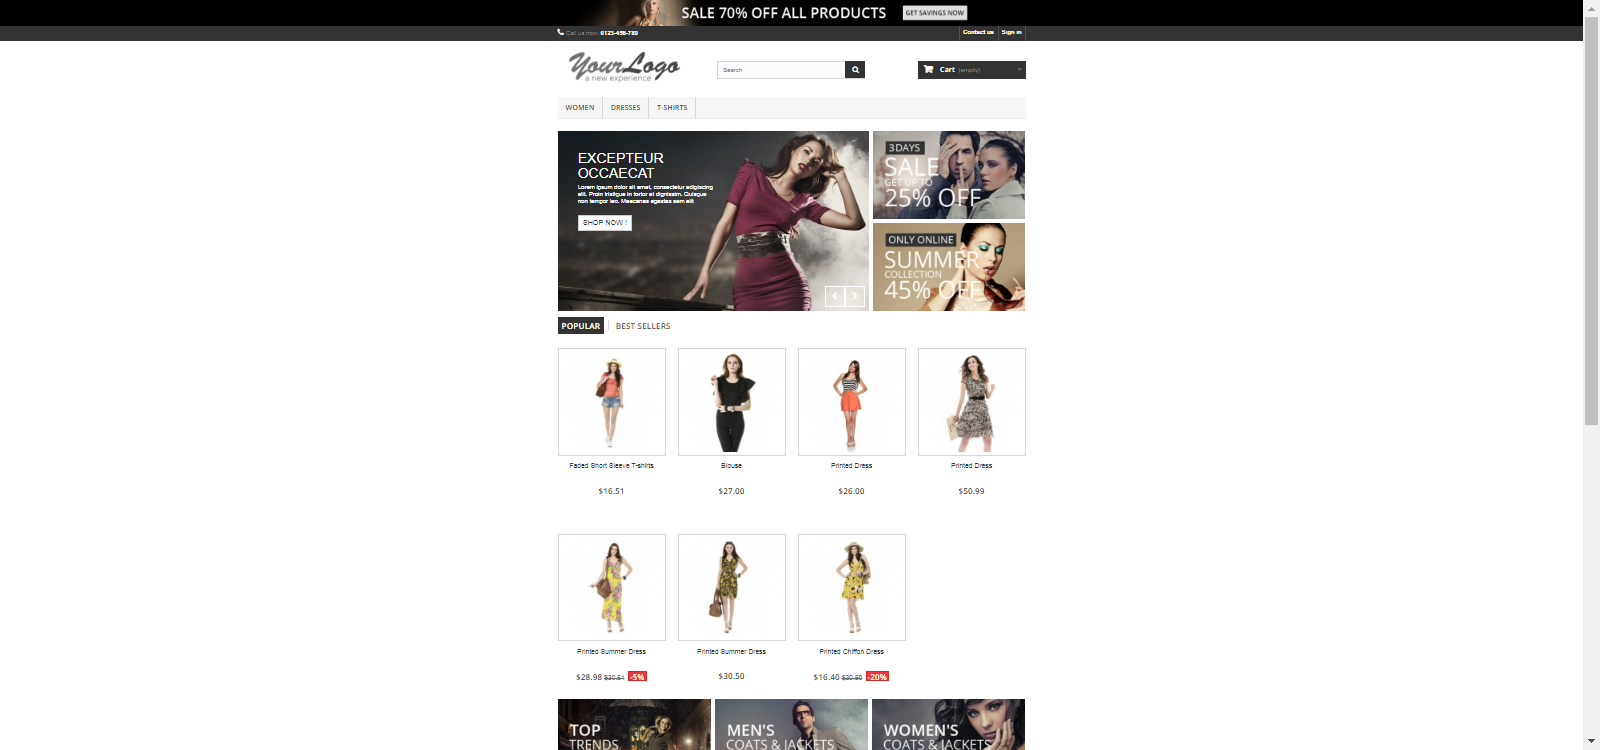 SALE 70% OFF ALL PRODUCTS GET SAVINGS NOW
Call us now: 0123-456-789 Contact us Sign in
YourLogo
a new experience
Search
Cart (empty)
WOMEN DRESSES T-SHIRTS
EXCEPTEUR
OCCAECAT
Lorem ipsum dolor sit amet, consectetur adipiscing
elit. Proin tristique in tortor et dignissim. Quisque
non tempor leo. Maecenas egestas sem elit
SHOP NOW !
3DAYS
SALE
GET UP TO
25% OFF
ONLY ONLINE
SUMMER
COLLECTION
45% OFF
POPULAR BEST SELLERS
Faded Short Sleeve T-shirts Blouse Printed Dress Printed Dress
$16.51 $27.00 $26.00 $50.99
Printed Summer Dress Printed Summer Dress Printed Chiffon Dress
$28.98 $30.51 -5% $30.50 $16.40 $20.50 -20%
TOP
TRENDS
MEN'S
COATS & JACKETS
WOMEN'S
COATS & JACKETS